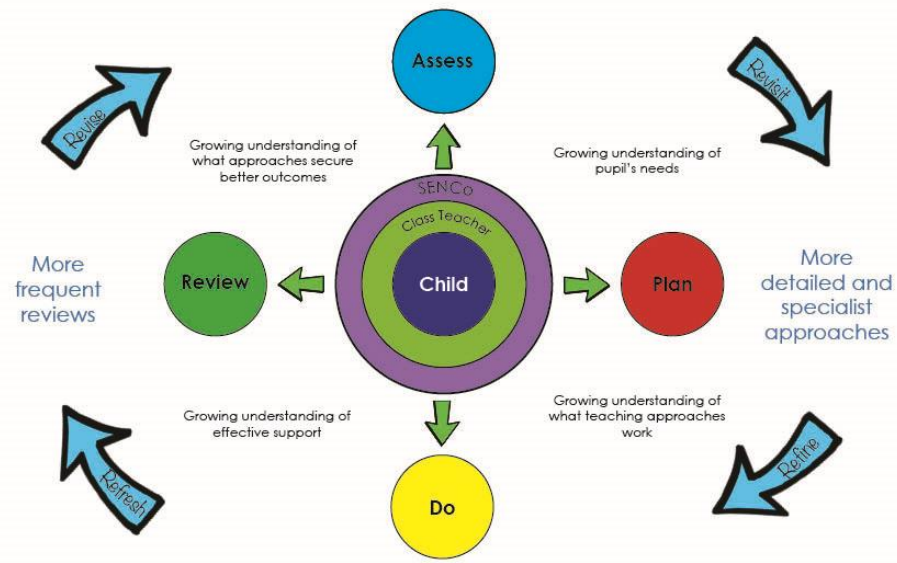 Assess
Revise
Revisit
Growing understanding of
what approaches secure
better outcomes
Growing understanding of
pupil's needs
SENCo
Class Teacher
Child
Review
Plan
More
frequent
reviews
More
detailed and
specialist
approaches
Growing understanding of
effective support
Growing understanding of
what teaching approaches
work
Refresh
Refine
Do